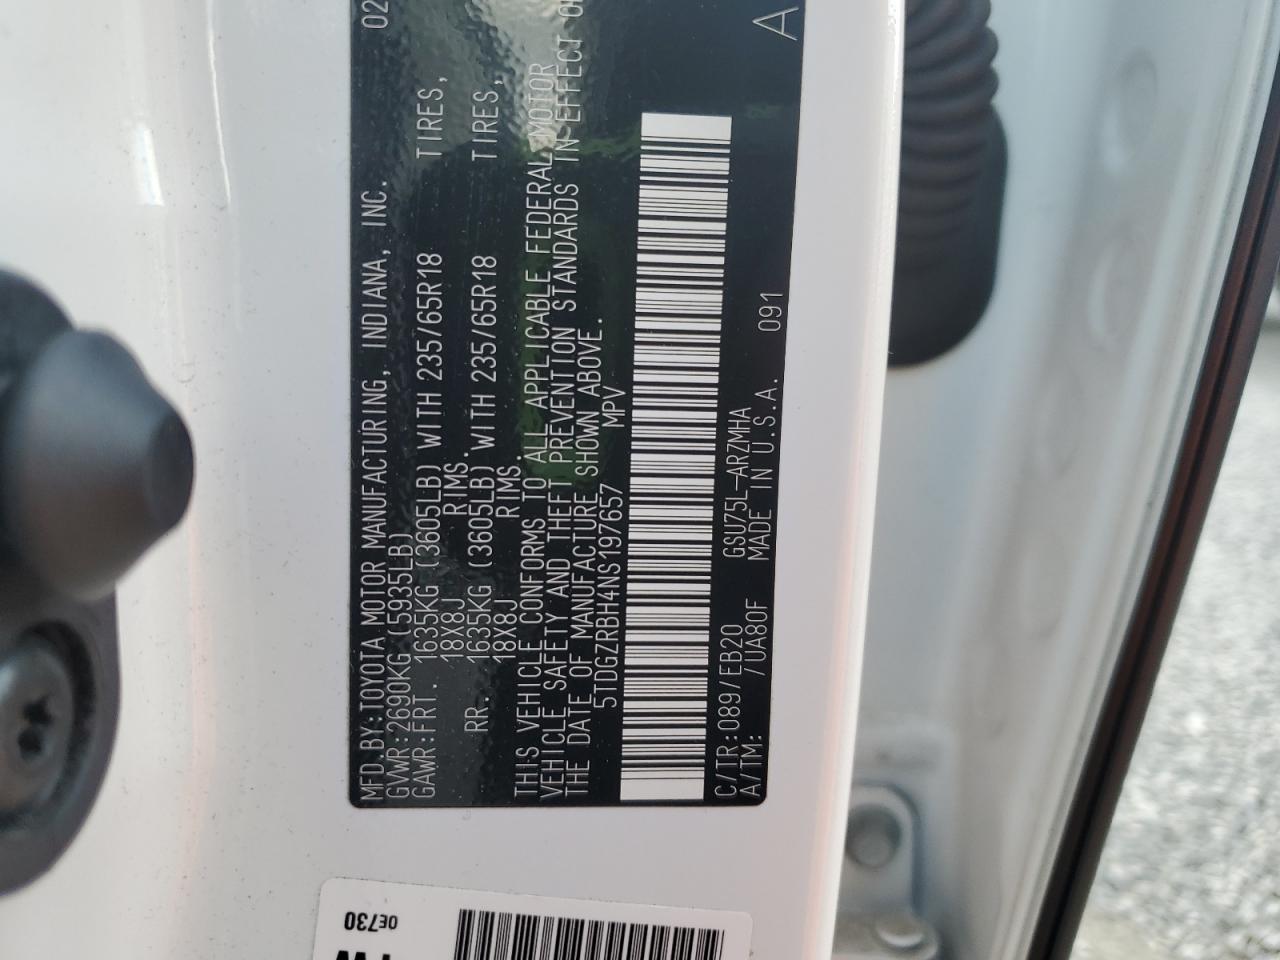 MFD.BY:TOYOTA MOTOR MANUFACTURING, INDIANA, INC. 02
GVWR:2690KG (5935LB)
GAWR:FRT. 1635KG (3605LB) WITH 235/65R18 TIRES,
18X8J RIMS.
RR. 1635KG (3605LB) WITH 235/65R18 TIRES,
18X8J RIMS.
THIS VEHICLE CONFORMS TO ALL APPLICABLE FEDERAL MOTOR
VEHICLE SAFETY AND THEFT PREVENTION STANDARDS IN EFFECT
THE DATE OF MANUFACTURE SHOWN ABOVE.
5TDGZRBH4NS197657 MPV
C/TR:089/EB20 GSU75L-ARZMHA
A/TM: /UA80F MADE IN U.S.A. 091
A
0E730